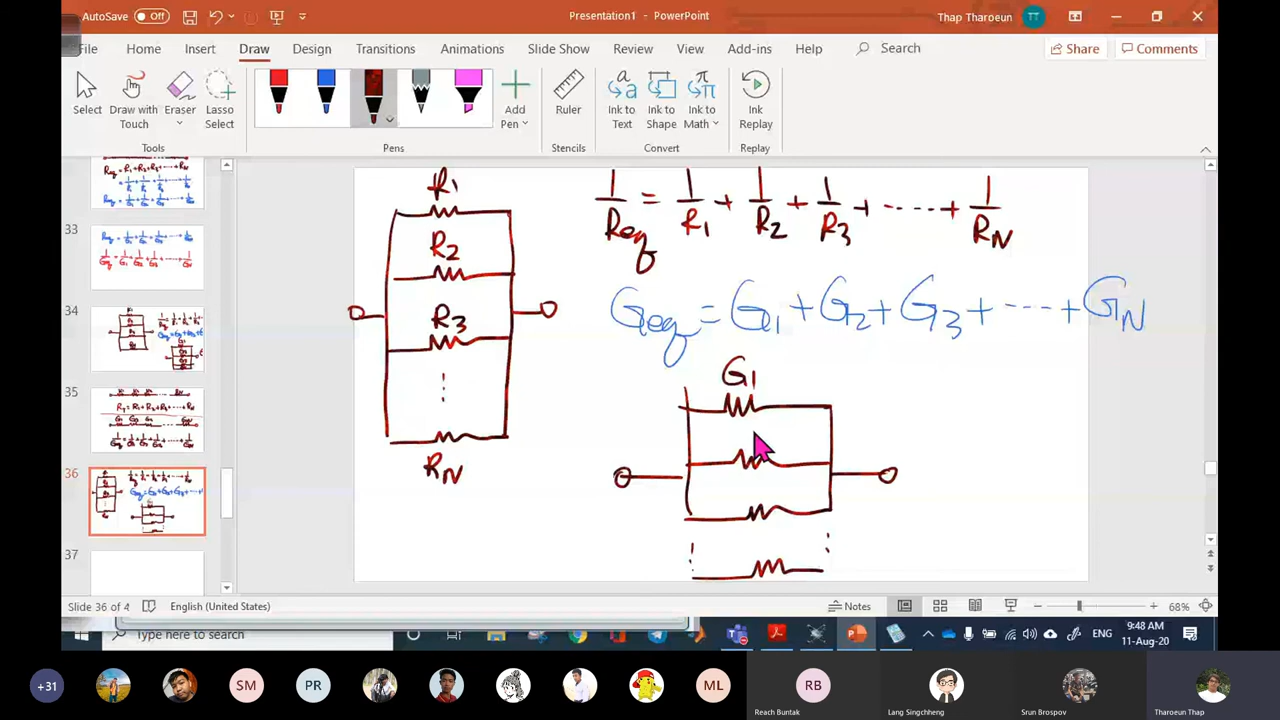 AutoSave Off
Presentation1 - PowerPoint
Thap Tharoeun TT
File Home Insert Draw Design Transitions Animations Slide Show Review View Add-ins Help Search Share Comments
Select Draw with Touch Eraser Lasso Select Add Pen Ruler Ink to Text Ink to Shape Ink to Math Ink Replay
Tools Pens Stencils Convert Replay
33
34
35
36
37
R1
R2
R3
RN
1/Req = 1/R1 + 1/R2 + 1/R3 + ..... + 1/RN
Geq = G1 + G2 + G3 + ... + GN
G1
Slide 36 of 4 English (United States) Notes 68%
Type here to search
ENG
9:48 AM
11-Aug-20
+31 SM PR ML RB
Reach Buntak
Lang Singchheng
Srun Brospov
Tharoeun Thap